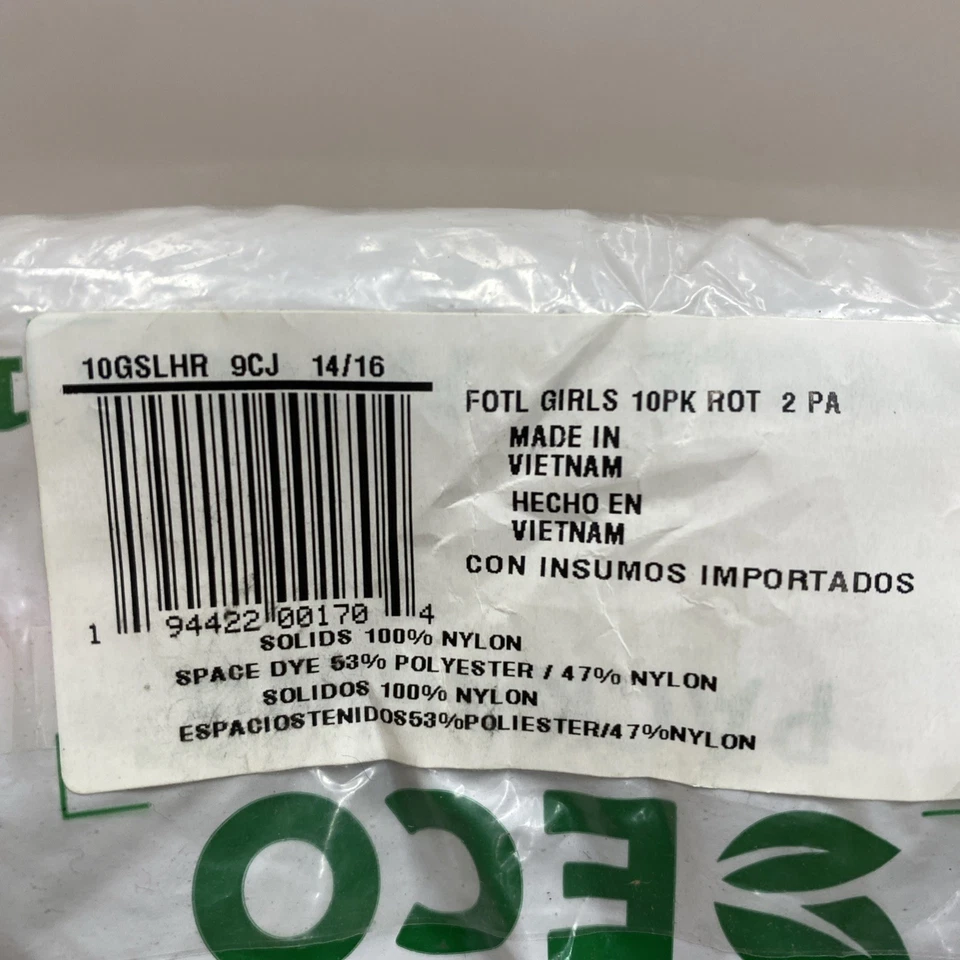 10GSLHR 9CJ 14/16
1 94422 00170 4
FOTL GIRLS 10PK ROT 2 PA
MADE IN
VIETNAM
HECHO EN
VIETNAM
CON INSUMOS IMPORTADOS
SOLIDS 100% NYLON
SPACE DYE 53% POLYESTER / 47% NYLON
SOLIDOS 100% NYLON
ESPACIOSTENIDOS53%POLIESTER/47%NYLON
ECO